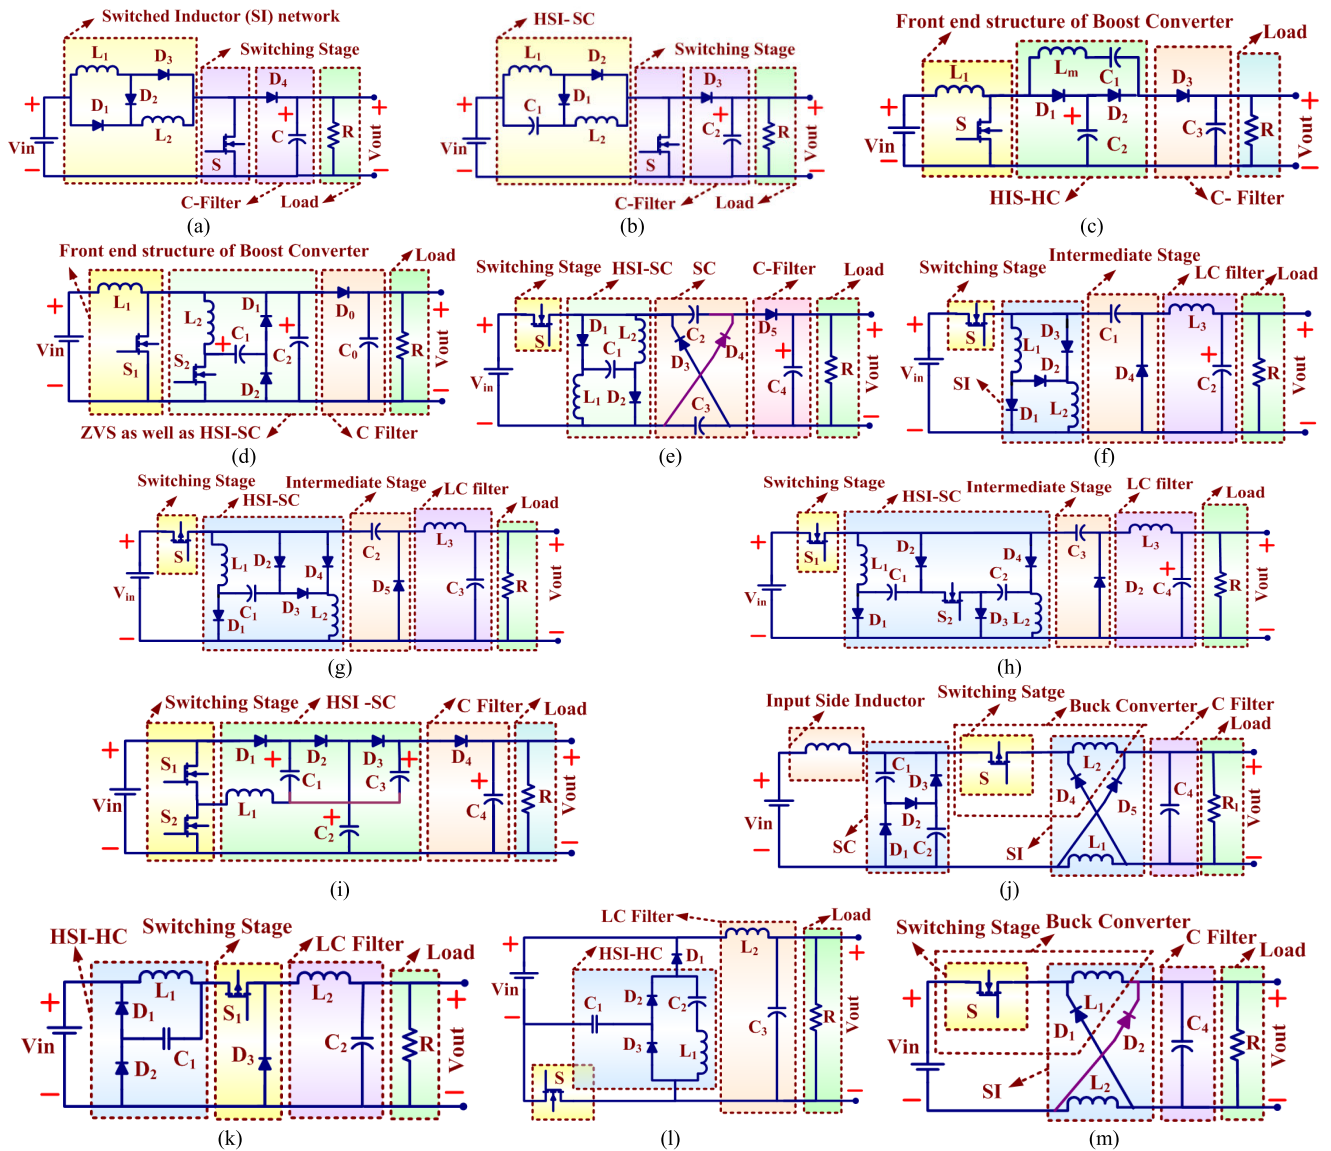 Switched Inductor (SI) network
Switching Stage
L1
D3
D4
D1
D2
L2
S
C
R
Vin
Vout
+
−
+
+
−
C-Filter
Load
(a)
HSI-SC
Switching Stage
L1
D2
D3
D1
C1
L2
S
C2
R
Vin
Vout
+
−
+
+
−
C-Filter
Load
(b)
Front end structure of Boost Converter
Load
L1
Lm
C1
D3
S
D1
D2
C2
C3
R
Vin
Vout
+
−
+
+
−
HIS-HC
C- Filter
(c)
Front end structure of Boost Converter
Load
L1
L2
D1
D0
C1
C2
S1
S2
D2
C0
R
Vin
Vout
+
−
+
+
+
−
ZVS as well as HSI-SC
C Filter
(d)
Switching Stage
HSI-SC
SC
C-Filter
Load
S
D1
L2
C1
L1
D2
C2
D3
D4
C3
D5
C4
R
Vin
Vout
+
−
+
+
−
(e)
Intermediate Stage
Switching Stage
LC filter
Load
S
L1
D3
D2
D1
L2
SI
C1
D4
L3
C2
R
Vin
Vout
+
−
+
+
−
(f)
Switching Stage
HSI-SC
Intermediate Stage
LC filter
Load
S
L1
D2
D4
C1
D3
D1
L2
C2
D5
L3
C3
R
Vin
Vout
+
−
+
−
(g)
Switching Stage
HSI-SC
Intermediate Stage
LC filter
Load
S1
L1
D2
D4
C1
C2
S2
D1
D3
L2
C3
D2
L3
C4
R
Vin
Vout
+
−
+
+
−
(h)
Switching Stage
HSI -SC
C Filter
Load
S1
S2
D1
D2
D3
D4
C1
C3
L1
C2
C4
R
Vin
Vout
+
−
+
+
+
+
+
−
(i)
Input Side Inductor
Switching Satge
Buck Converter
C Filter
Load
C1
D3
D2
D1
C2
SC
S
L2
D4
D5
L1
SI
C4
R1
Vin
Vout
+
−
+
−
(j)
HSI-HC
Switching Stage
LC Filter
Load
L1
D1
C1
D2
S1
D3
L2
C2
R
Vin
Vout
+
−
+
−
(k)
LC Filter
Load
HSI-HC
D1
L2
C1
D2
C2
D3
L1
C3
S
R
Vin
Vout
+
−
+
−
(l)
Switching Stage
Buck Converter
C Filter
Load
S
L1
D1
D2
L2
SI
C4
R
Vin
Vout
+
−
+
−
(m)